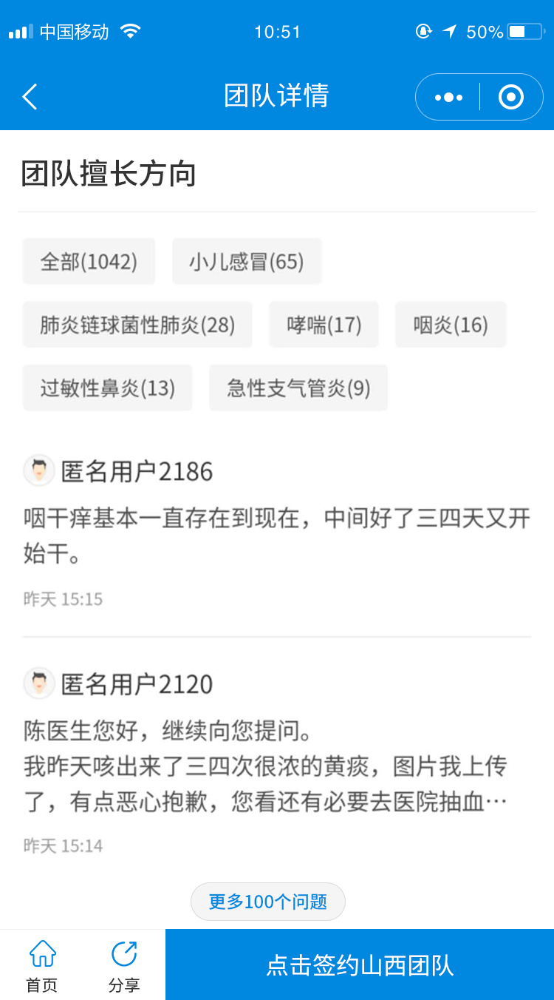 中国移动 10:51 50%
团队详情
团队擅长方向
全部(1042) 小儿感冒(65)
肺炎链球菌性肺炎(28) 哮喘(17) 咽炎(16)
过敏性鼻炎(13) 急性支气管炎(9)
匿名用户2186
咽干痒基本一直存在到现在，中间好了三四天又开
始干。
昨天 15:15
匿名用户2120
陈医生您好，继续向您提问。
我昨天咳出来了三四次很浓的黄痰，图片我上传
了，有点恶心抱歉，您看还有必要去医院抽血…
昨天 15:14
更多100个问题
首页 分享 点击签约山西团队